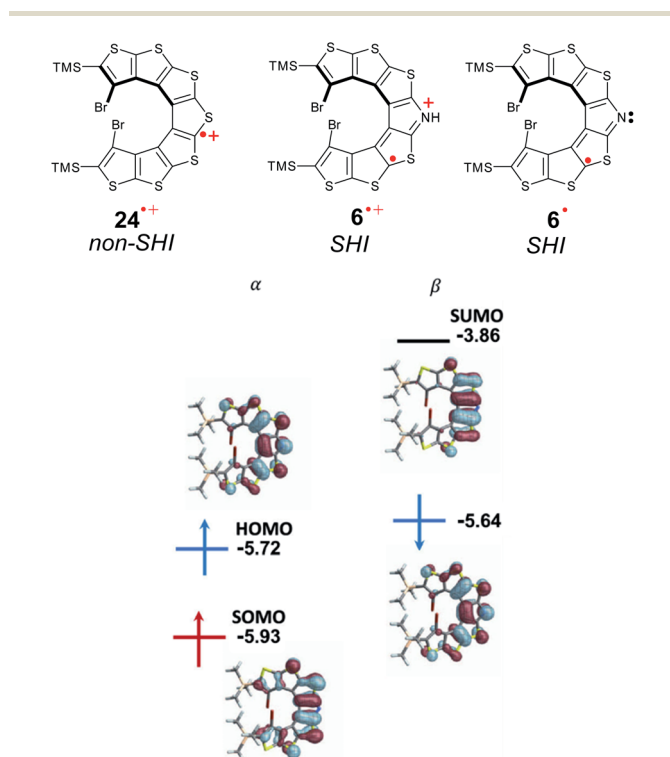 S S S S S S
TMS TMS TMS
S S S
Br Br Br
S NH N:
Br + Br Br
S S S
TMS TMS TMS
S S S S S S
24•+ 6•+ 6•
non-SHI SHI SHI
α β
SUMO
-3.86
HOMO
-5.72
-5.64
SOMO
-5.93